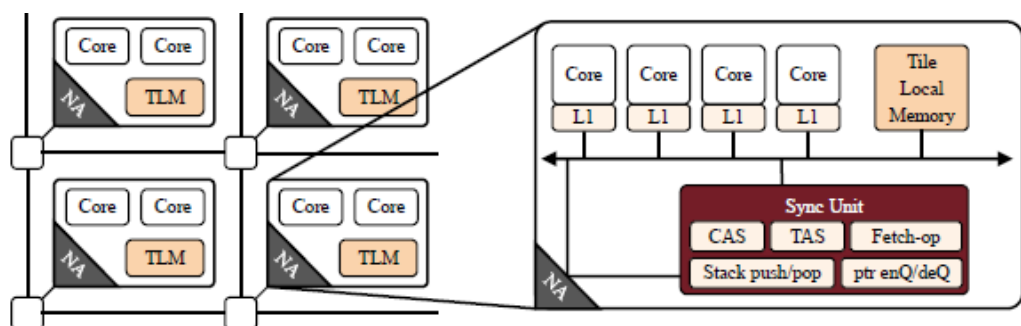 Core Core
NA TLM
Core Core
NA TLM
Core Core
NA TLM
Core Core
NA TLM
Core Core Core Core
L1 L1 L1 L1
Tile
Local
Memory
Sync Unit
CAS TAS Fetch-op
Stack push/pop ptr enQ/deQ
NA